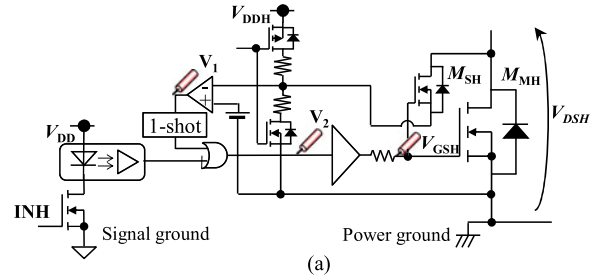 (a)
V_DDH
V_1
M_SH
M_MH
- +
V_2
V_DSH
V_DD
1-shot
V_GSH
INH
Signal ground
Power ground
(a)